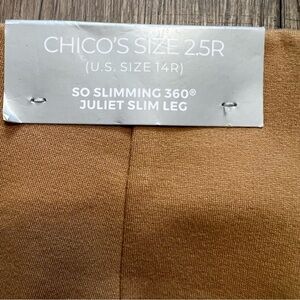 CHICO'S SIZE 2.5R
(U.S. SIZE 14R)
SO SLIMMING 360®
JULIET SLIM LEG